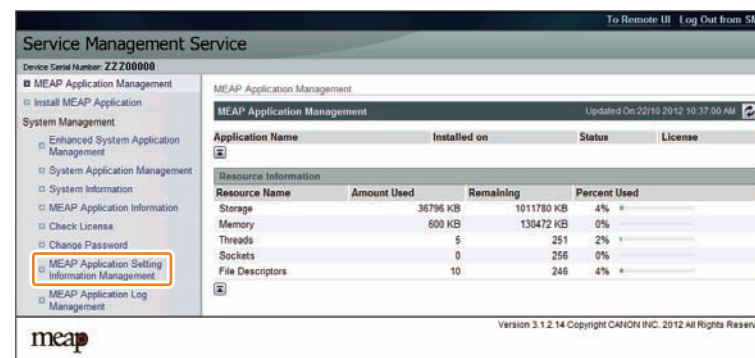 To Remote UI Log Out from SM
Service Management Service
Device Serial Number: ZZZ00000
MEAP Application Management
Install MEAP Application
System Management
Enhanced System Application
Management
System Application Management
System Information
MEAP Application Information
Check License
Change Password
MEAP Application Setting
Information Management
MEAP Application Log
Management
MEAP Application Management
MEAP Application Management Updated On:22/10 2012 10:37:00 AM
Application Name Installed on Status License
Resource Information
Resource Name Amount Used Remaining Percent Used
Storage 36796 KB 1011780 KB 4%
Memory 600 KB 130472 KB 0%
Threads 5 251 2%
Sockets 0 256 0%
File Descriptors 10 246 4%
Version 3.1.2.14 Copyright CANON INC. 2012 All Rights Reserv
meap